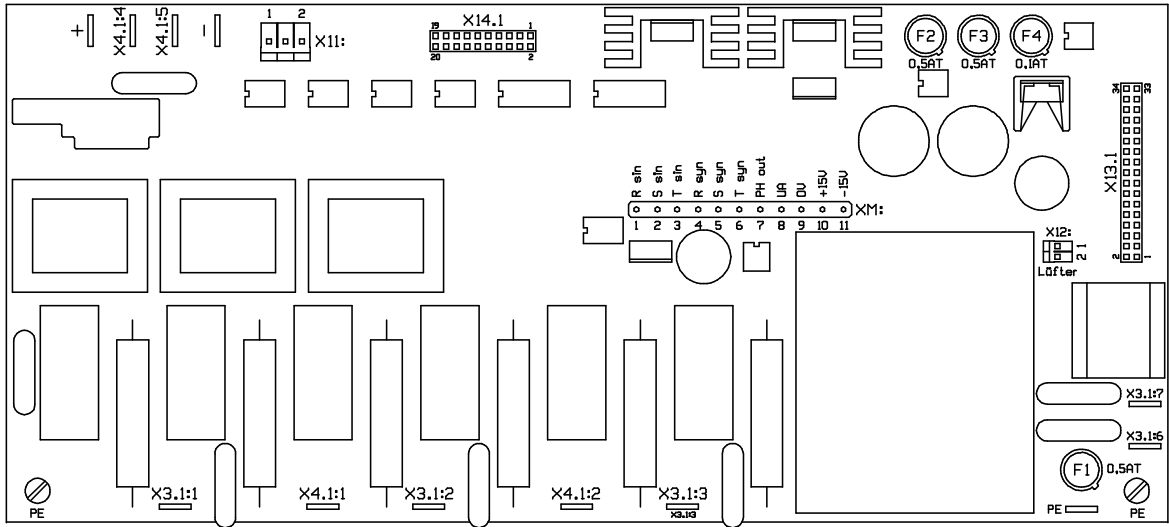 + X4.1:4 X4.1:5 -
1 2
X11:
19 X14.1 1
20 2
F2 F3 F4
0,5AT 0,5AT 0,1AT
34 33
X13.1
2 1
R sin S sin T sin R syn S syn T syn PH out UA 0V +15V -15V
XM:
1 2 3 4 5 6 7 8 9 10 11
X12:
1
2
Lüfter
X3.1:7
X3.1:6
F1 0,5AT
X3.1:1 X4.1:1 X3.1:2 X4.1:2 X3.1:3
X3.1:3
PE PE PE